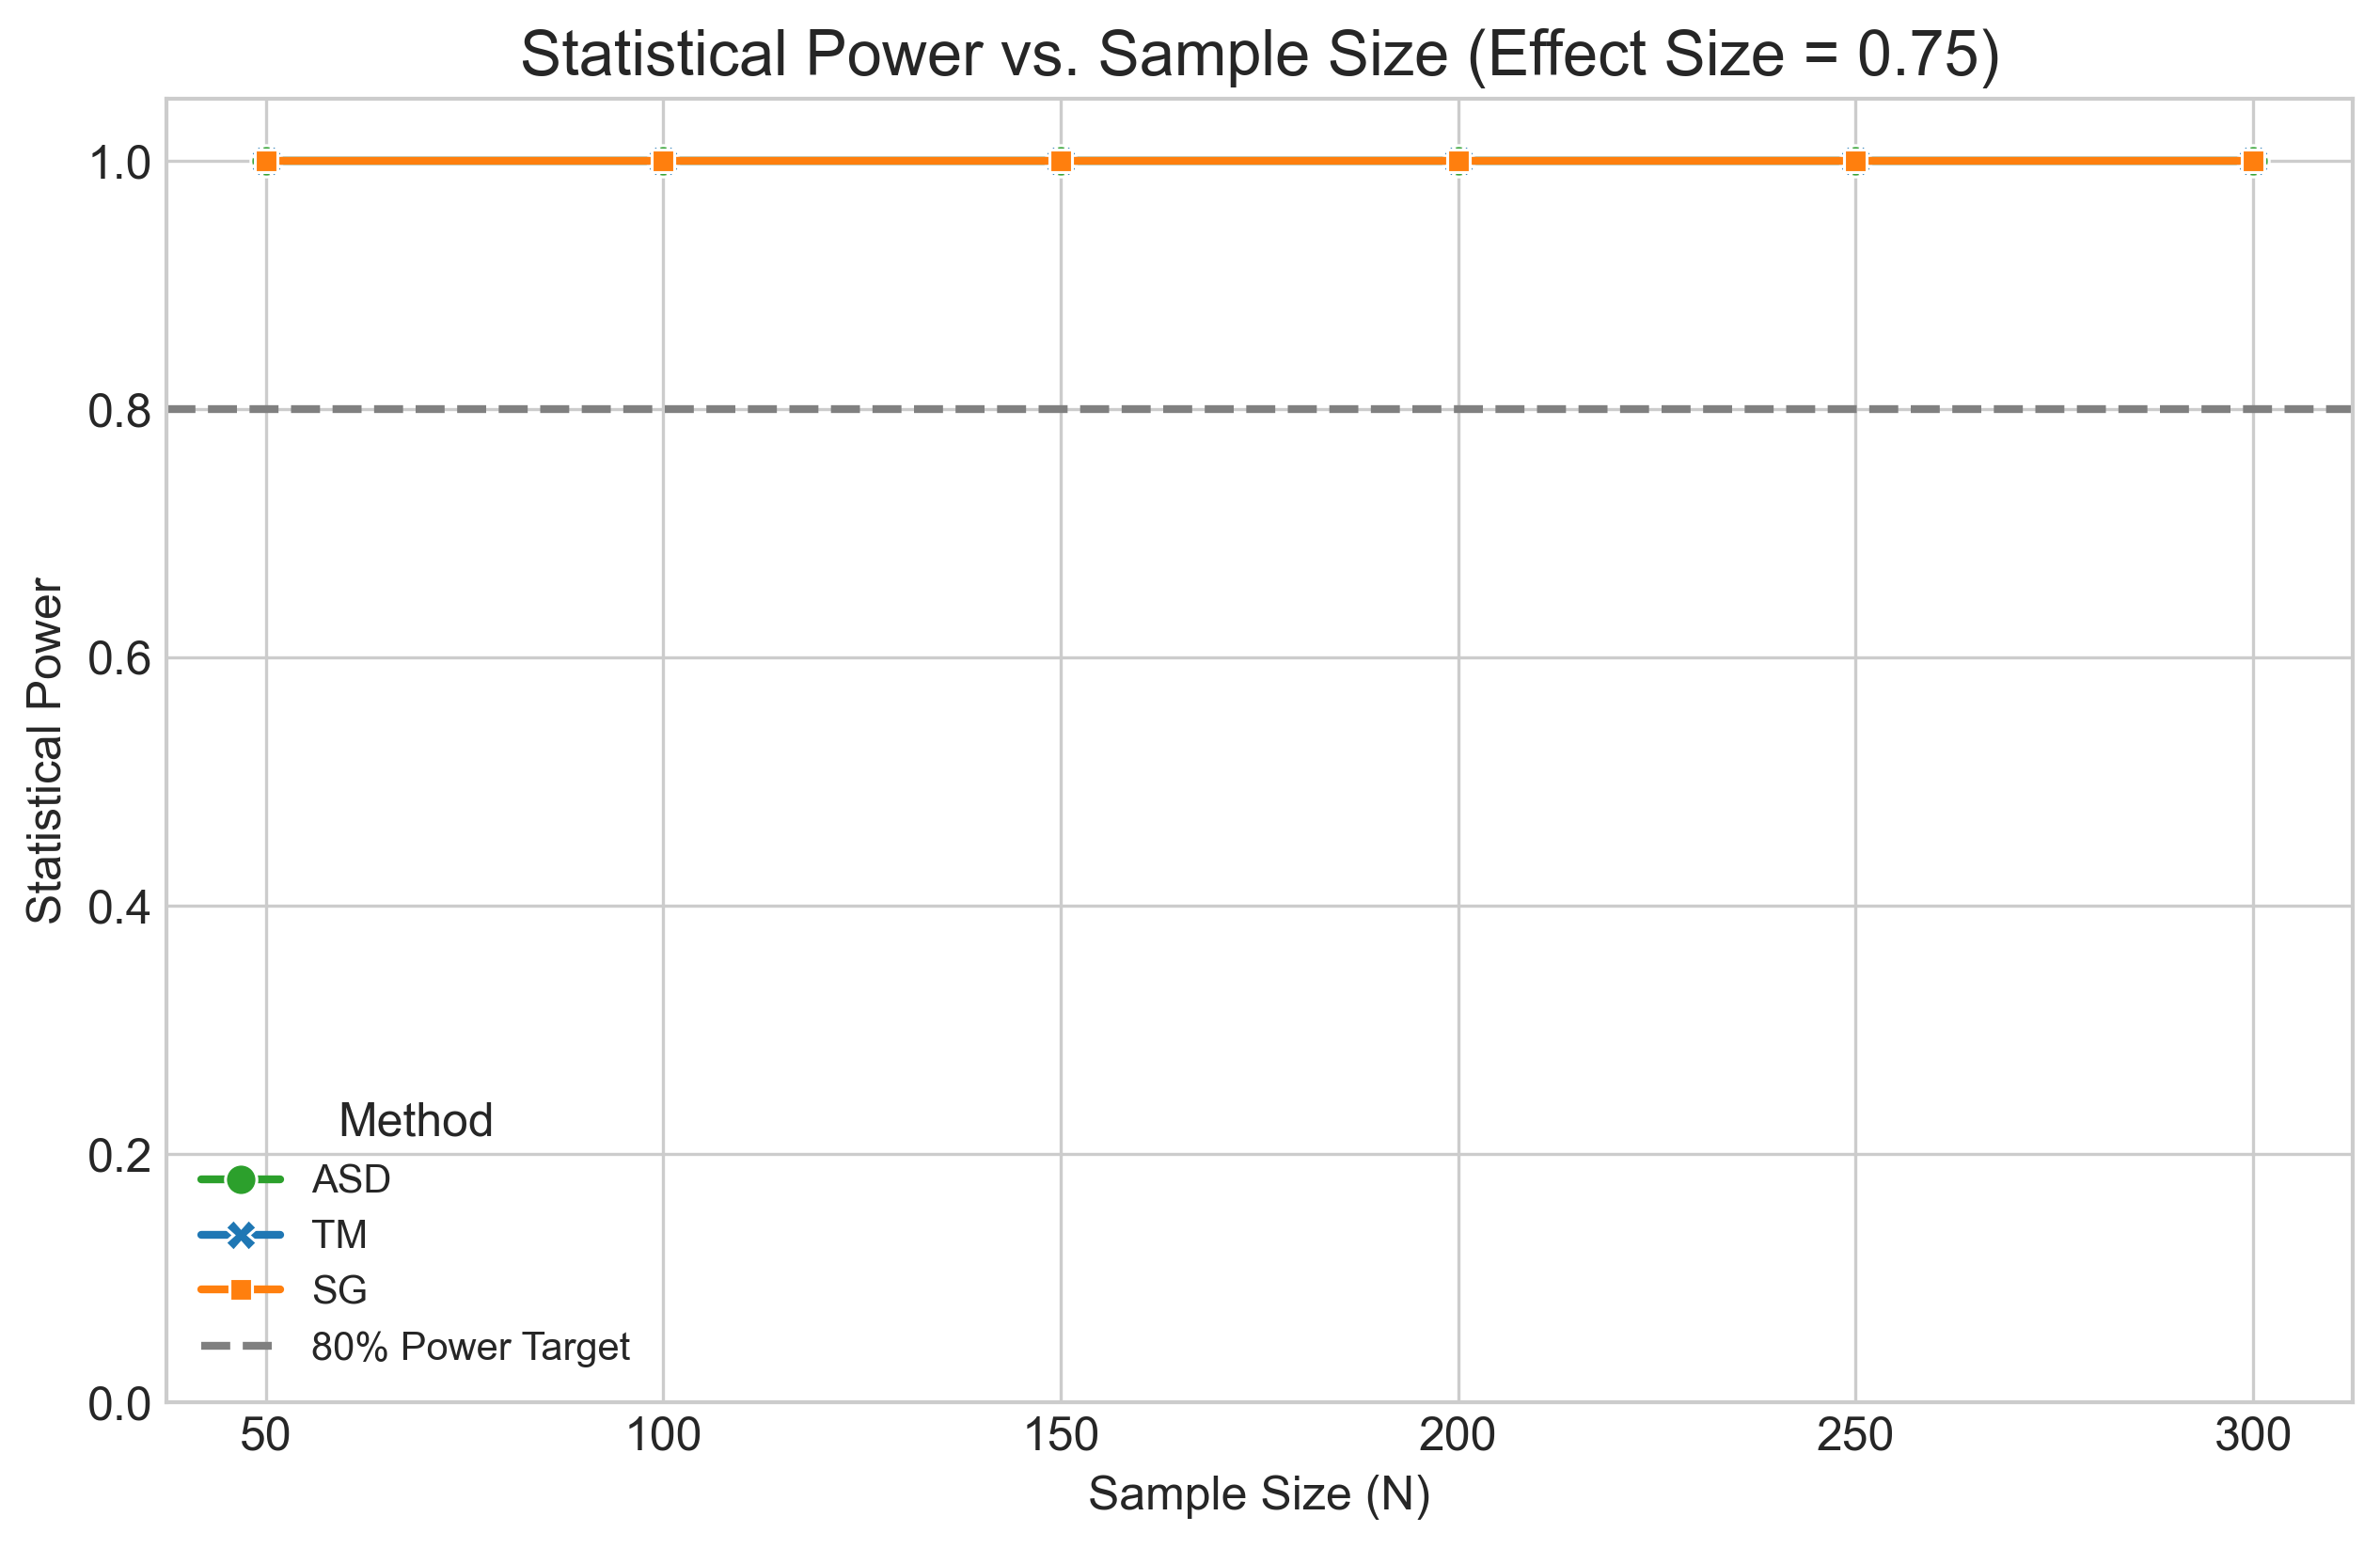 Statistical Power vs. Sample Size (Effect Size = 0.75)
Statistical Power
1.0
0.8
0.6
0.4
0.2
0.0
Method
ASD
TM
SG
80% Power Target
50 100 150 200 250 300
Sample Size (N)